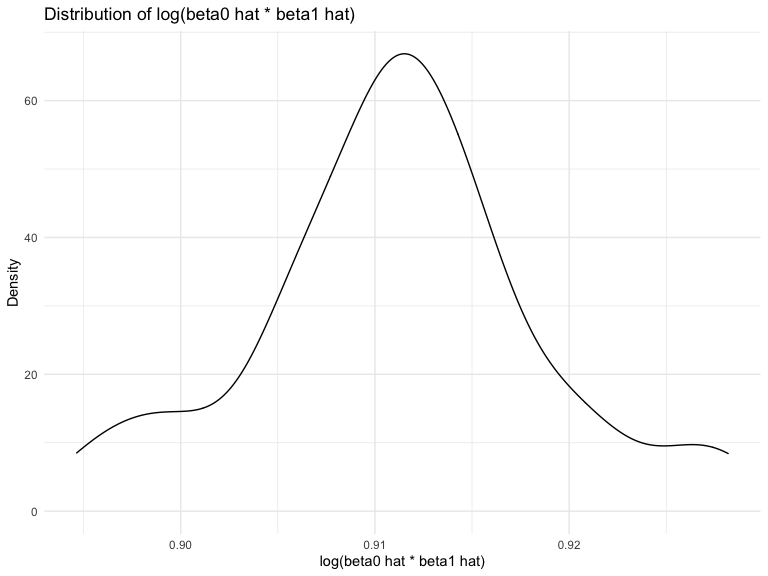 Distribution of log(beta0 hat * beta1 hat)
60
40
20
0
Density
0.90
0.91
0.92
log(beta0 hat * beta1 hat)